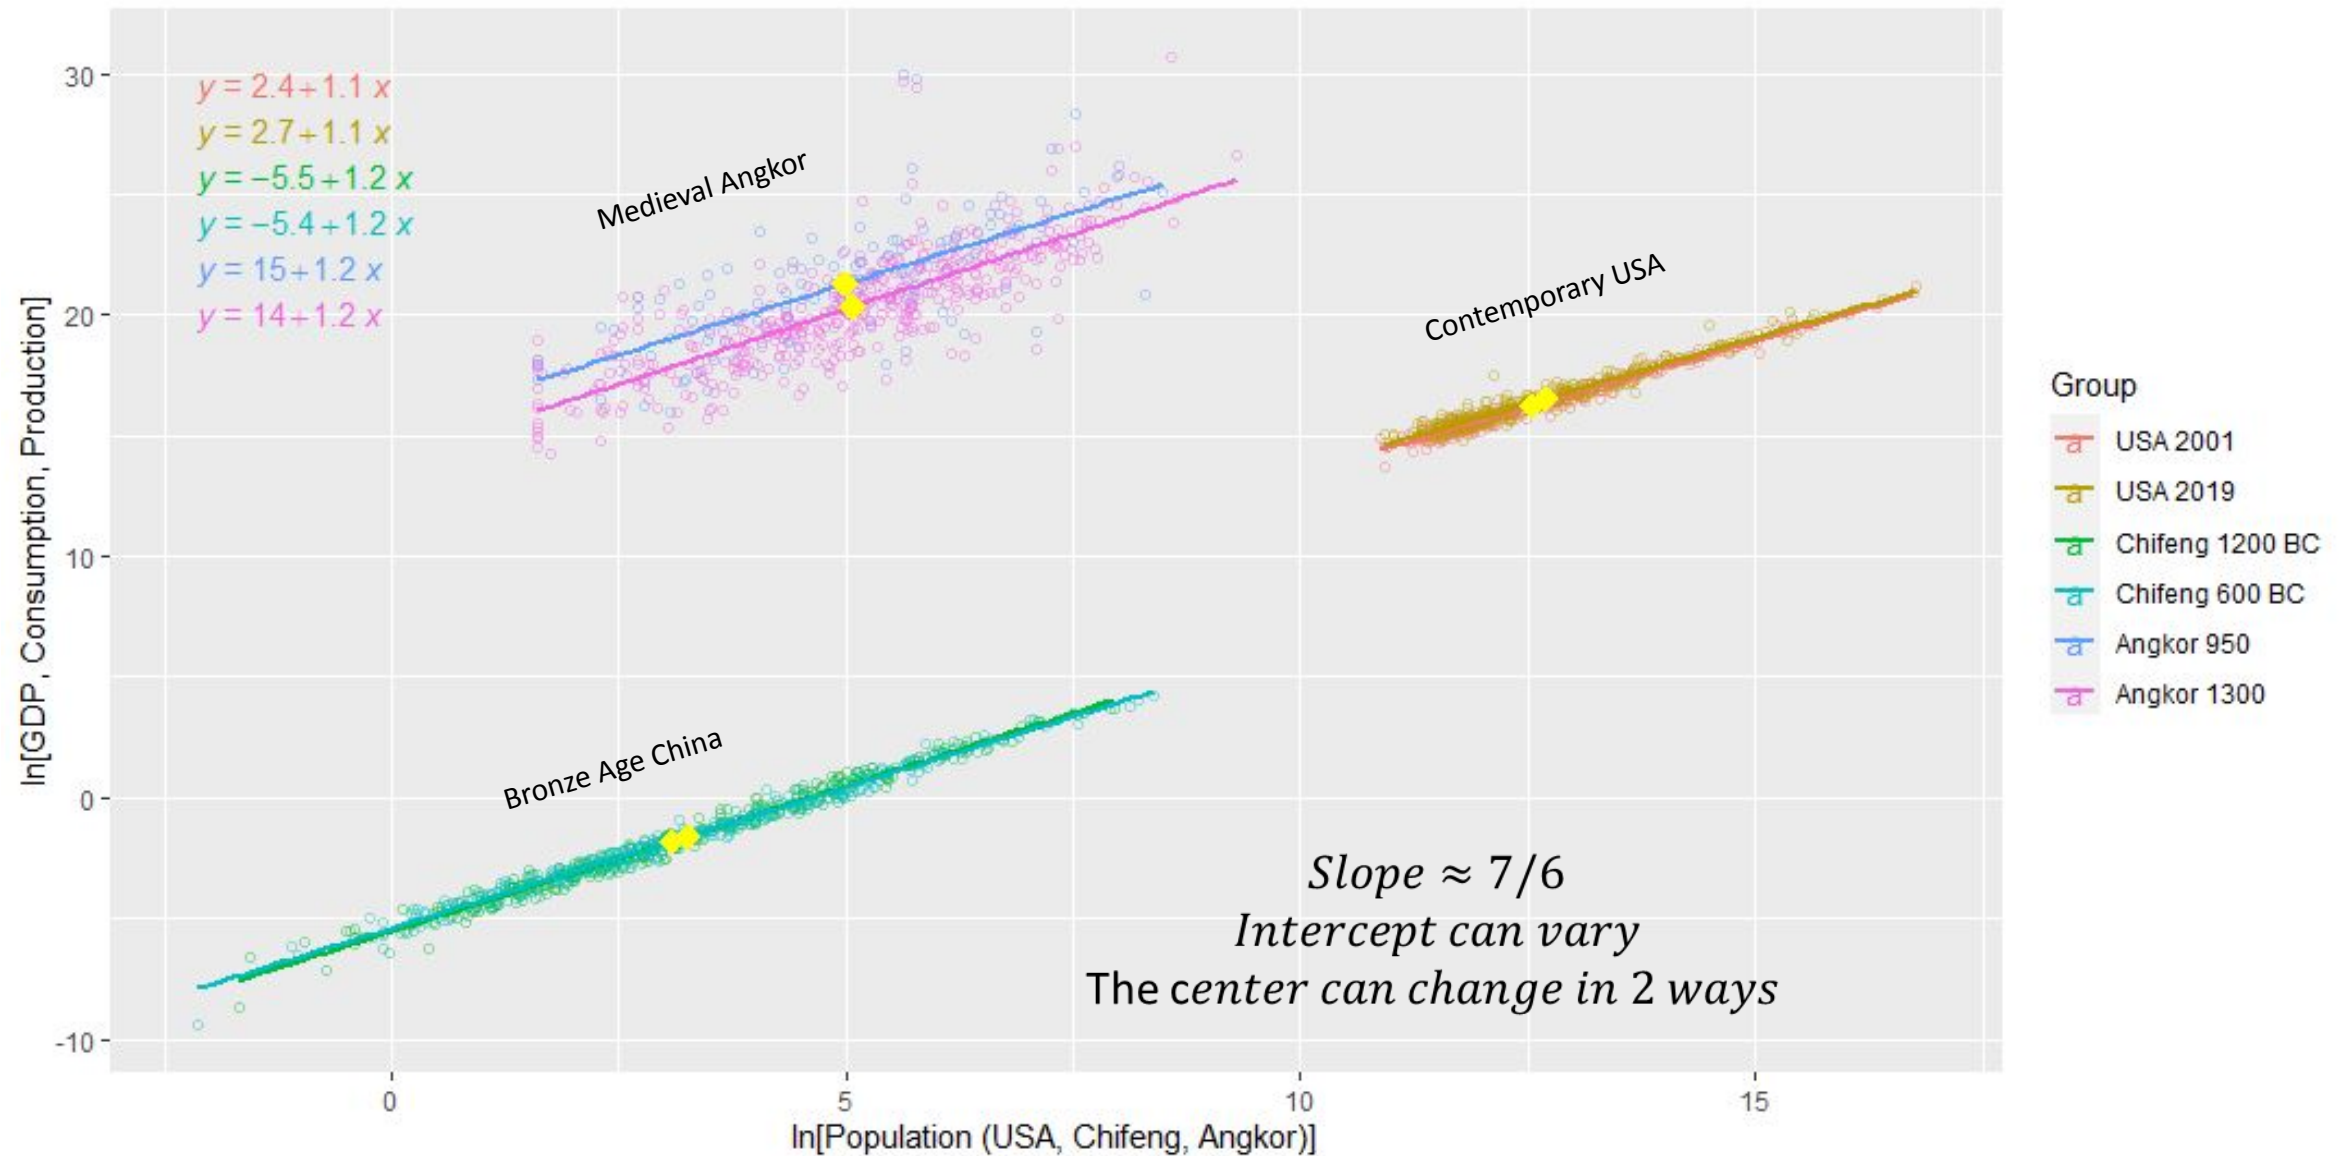 30
20
10
0
-10
ln[GDP, Consumption, Production]
y = 2.4+1.1 x
y = 2.7+1.1 x
y = −5.5+1.2 x
y = −5.4+1.2 x
y = 15+1.2 x
y = 14+1.2 x
Medieval Angkor
Contemporary USA
Bronze Age China
Slope ≈ 7/6
Intercept can vary
The center can change in 2 ways
0
5
10
15
ln[Population (USA, Chifeng, Angkor)]
Group
a USA 2001
a USA 2019
a Chifeng 1200 BC
a Chifeng 600 BC
a Angkor 950
a Angkor 1300